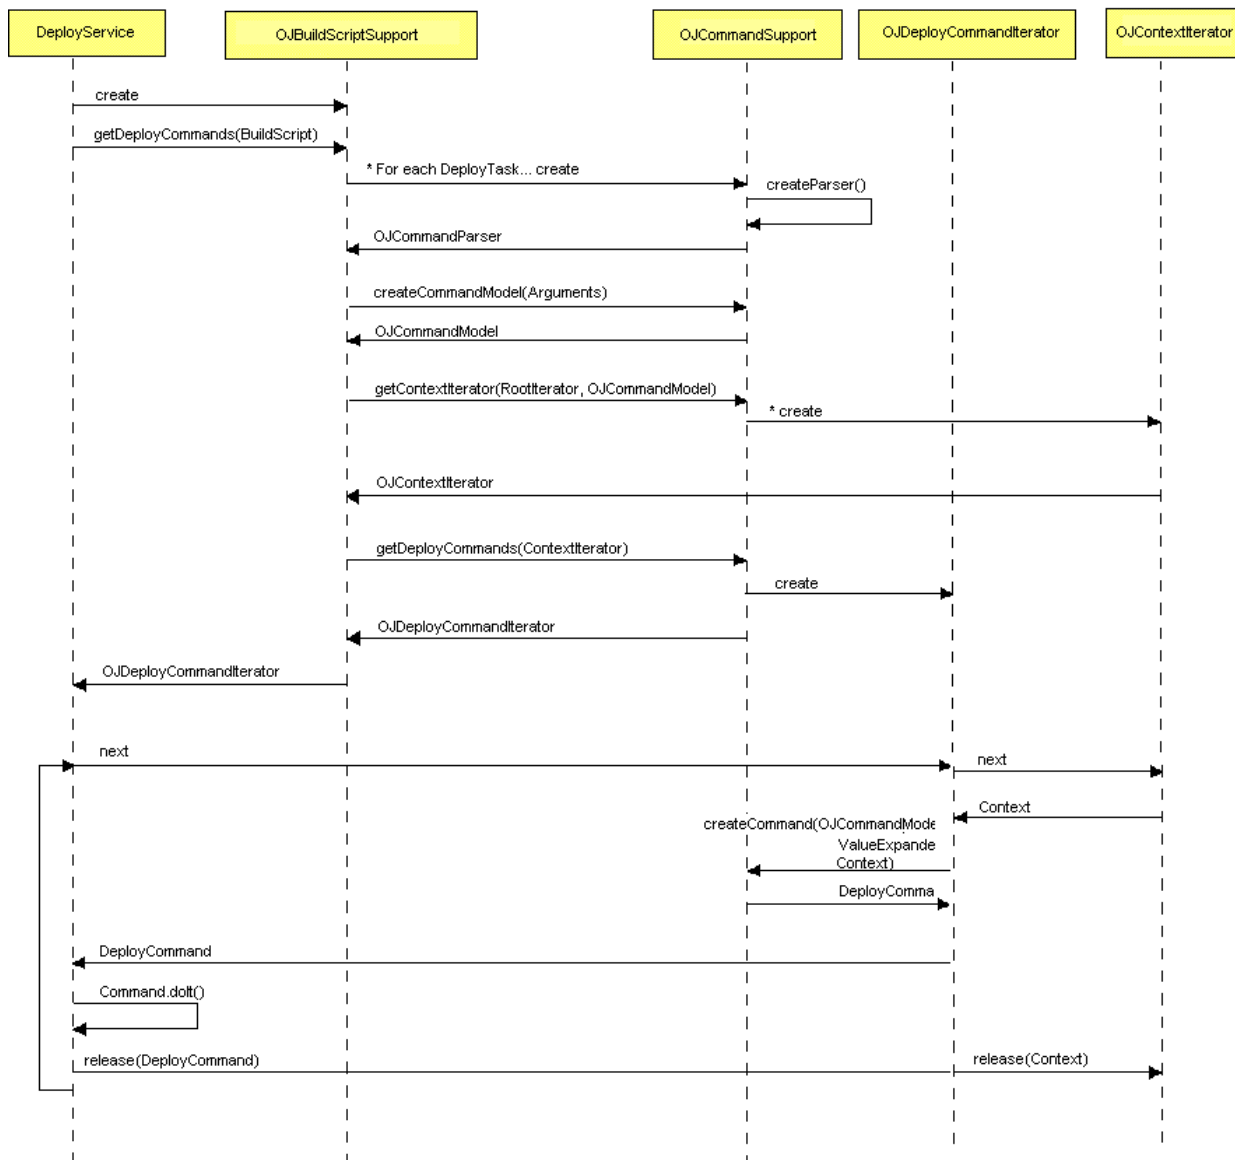 DeployService
OJBuildScriptSupport
OJCommandSupport
OJDeployCommandIterator
OJContextIterator
create
getDeployCommands(BuildScript)
* For each DeployTask... create
createParser()
OJCommandParser
createCommandModel(Arguments)
OJCommandModel
getContextIterator(RootIterator, OJCommandModel)
* create
OJContextIterator
getDeployCommands(ContextIterator)
create
OJDeployCommandIterator
OJDeployCommandIterator
next
next
Context
createCommand(OJCommandMode
ValueExpande
Context)
DeployComma
DeployCommand
Command.doIt()
release(DeployCommand)
release(Context)